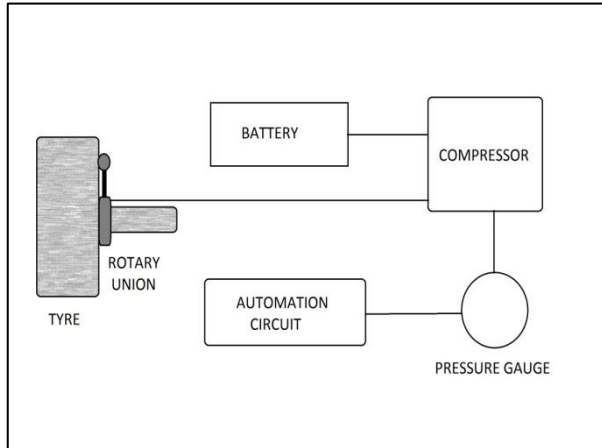 BATTERY
COMPRESSOR
ROTARY
UNION
TYRE
AUTOMATION
CIRCUIT
PRESSURE GAUGE